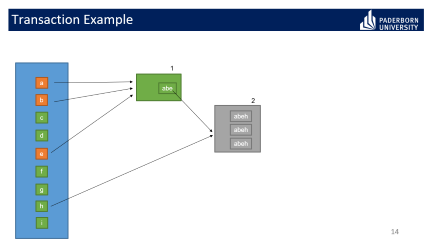 Transaction Example
PADERBORN
UNIVERSITY
1
2
a
b
c
d
e
f
g
h
i
abe
abeh
abeh
abeh
14